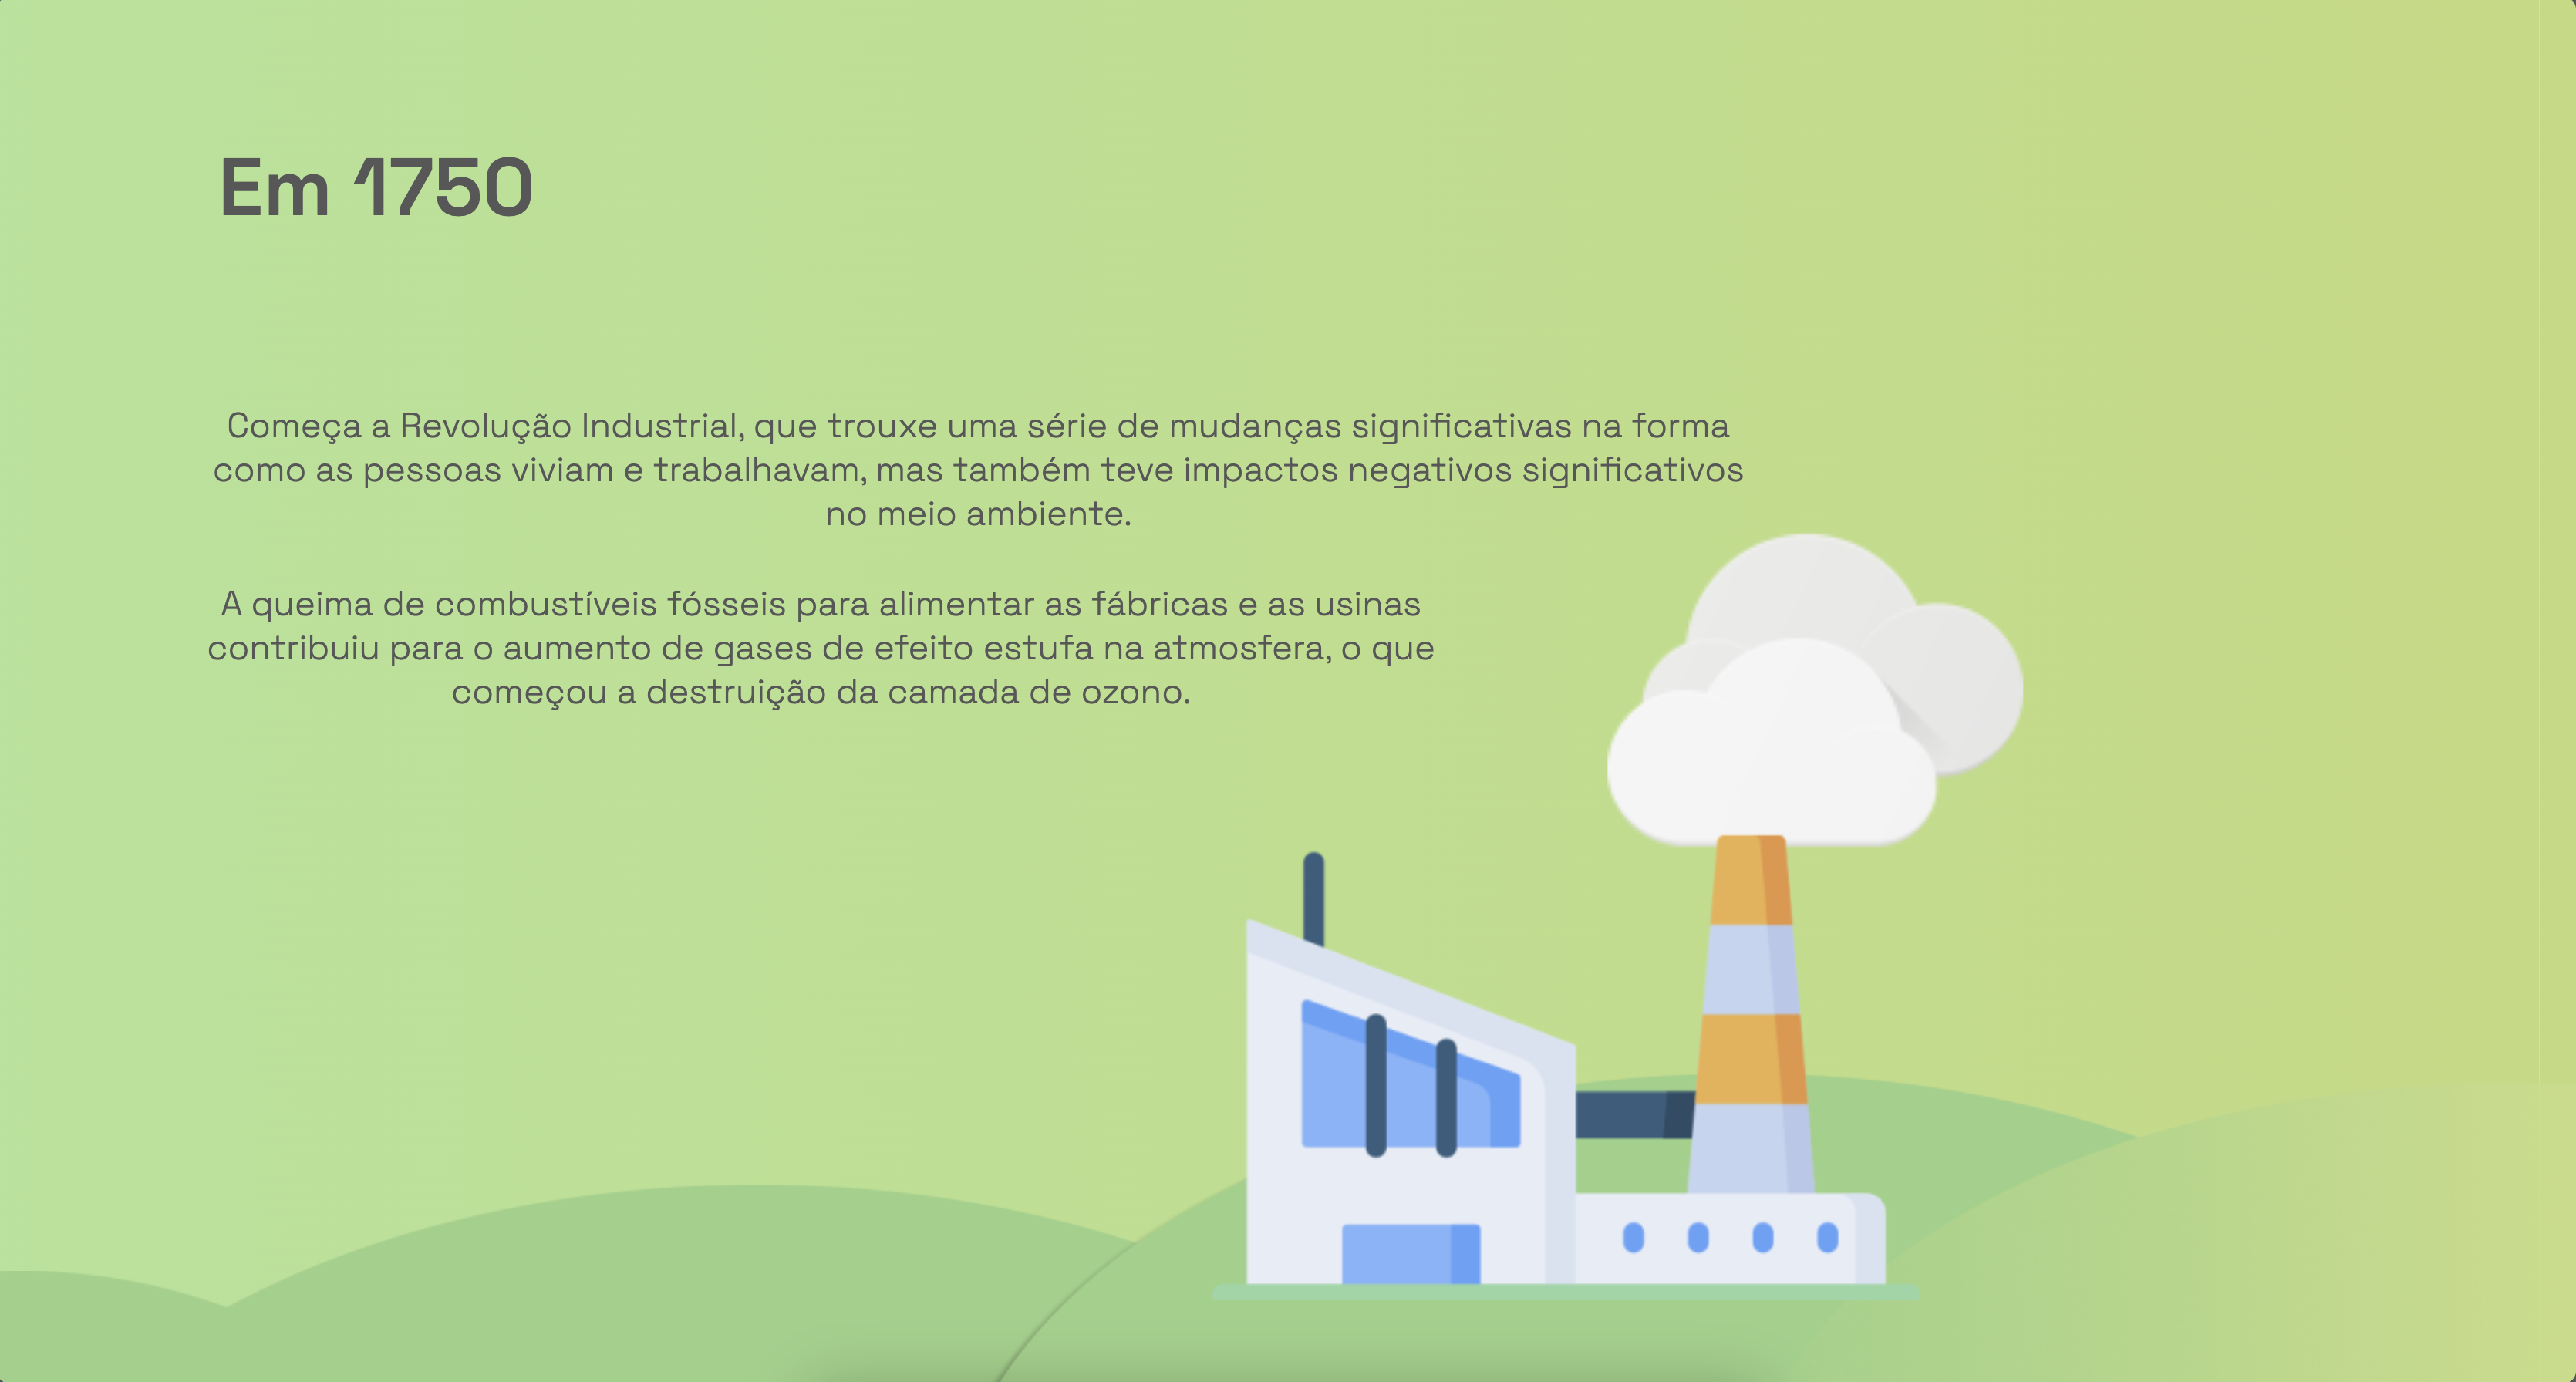 Em 1750
Começa a Revolução Industrial, que trouxe uma série de mudanças significativas na forma
como as pessoas viviam e trabalhavam, mas também teve impactos negativos significativos
no meio ambiente.
A queima de combustíveis fósseis para alimentar as fábricas e as usinas
contribuiu para o aumento de gases de efeito estufa na atmosfera, o que
começou a destruição da camada de ozono.